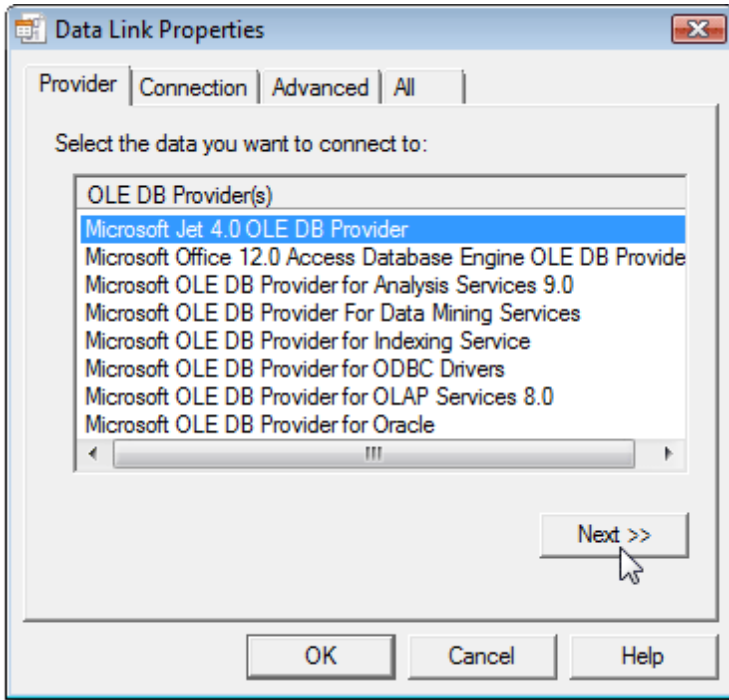 Data Link Properties
Provider Connection Advanced All
Select the data you want to connect to:
OLE DB Provider(s)
Microsoft Jet 4.0 OLE DB Provider
Microsoft Office 12.0 Access Database Engine OLE DB Provide
Microsoft OLE DB Provider for Analysis Services 9.0
Microsoft OLE DB Provider For Data Mining Services
Microsoft OLE DB Provider for Indexing Service
Microsoft OLE DB Provider for ODBC Drivers
Microsoft OLE DB Provider for OLAP Services 8.0
Microsoft OLE DB Provider for Oracle
Next >>
OK Cancel Help